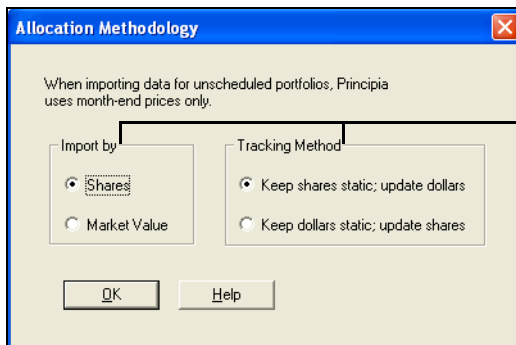 Allocation Methodology
When importing data for unscheduled portfolios, Principia
uses month-end prices only.
Import by
Shares
Market Value
Tracking Method
Keep shares static; update dollars
Keep dollars static; update shares
OK
Help